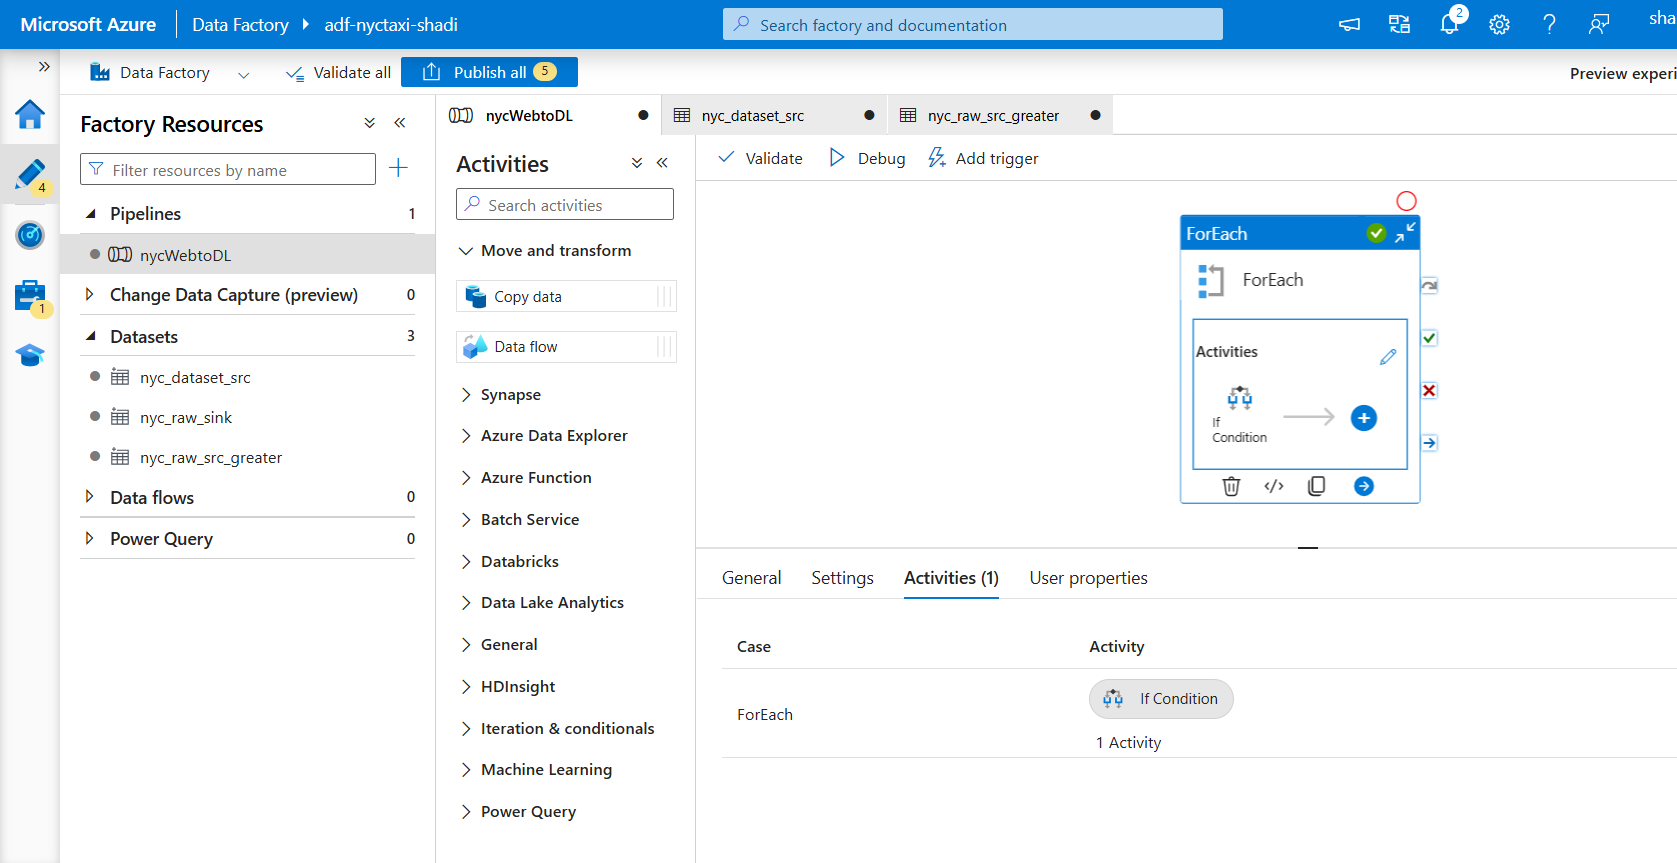 Microsoft Azure
Data Factory
adf-nyctaxi-shadi
Search factory and documentation
2
sha
Data Factory
Validate all
Publish all
5
Preview experi
4
1
Factory Resources
Filter resources by name
Pipelines
1
nycWebtoDL
Change Data Capture (preview)
0
Datasets
3
nyc_dataset_src
nyc_raw_sink
nyc_raw_src_greater
Data flows
0
Power Query
0
nycWebtoDL
nyc_dataset_src
nyc_raw_src_greater
Activities
Search activities
Move and transform
Copy data
Data flow
Synapse
Azure Data Explorer
Azure Function
Batch Service
Databricks
Data Lake Analytics
General
HDInsight
Iteration & conditionals
Machine Learning
Power Query
Validate
Debug
Add trigger
ForEach
ForEach
Activities
If
Condition
General
Settings
Activities (1)
User properties
Case
Activity
ForEach
If Condition
1 Activity